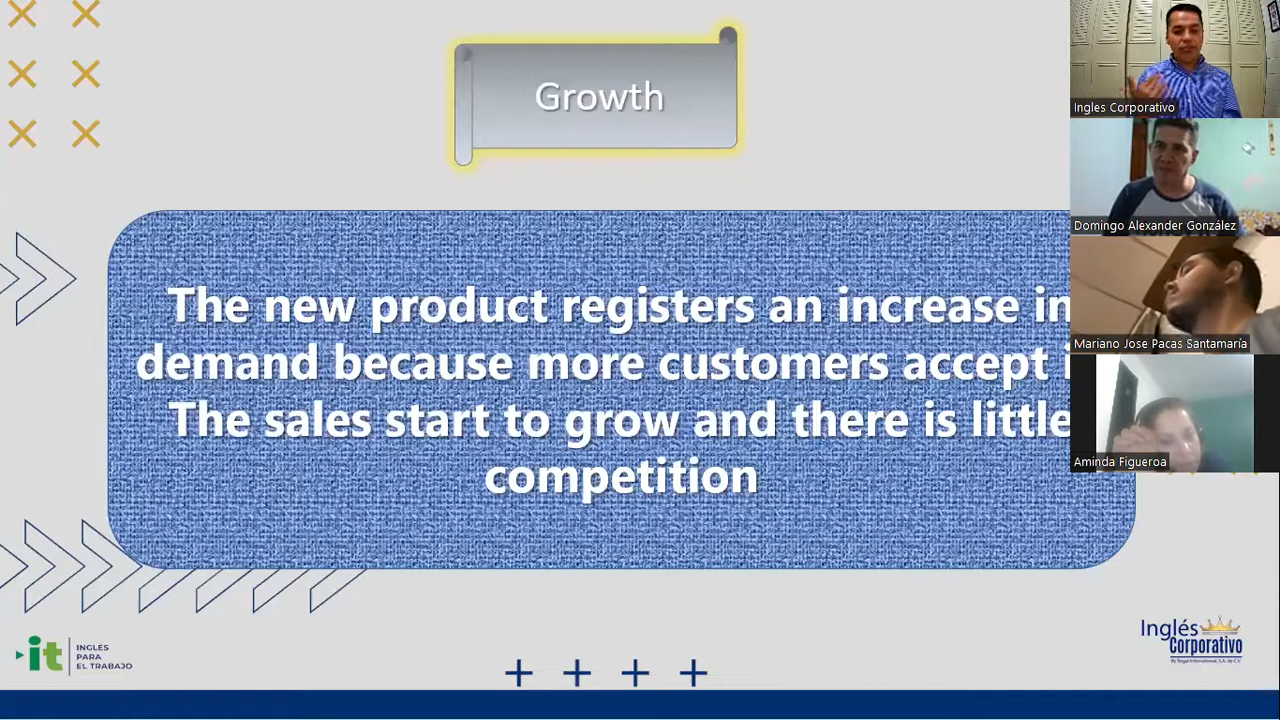 Growth
The new product registers an increase in
demand because more customers accept
The sales start to grow and there is little
competition
Ingles Corporativo
Domingo Alexander González
Mariano Jose Pacas Santamaría
Aminda Figueroa
it
INGLÉS
PARA
EL TRABAJO
Inglés
Corporativo